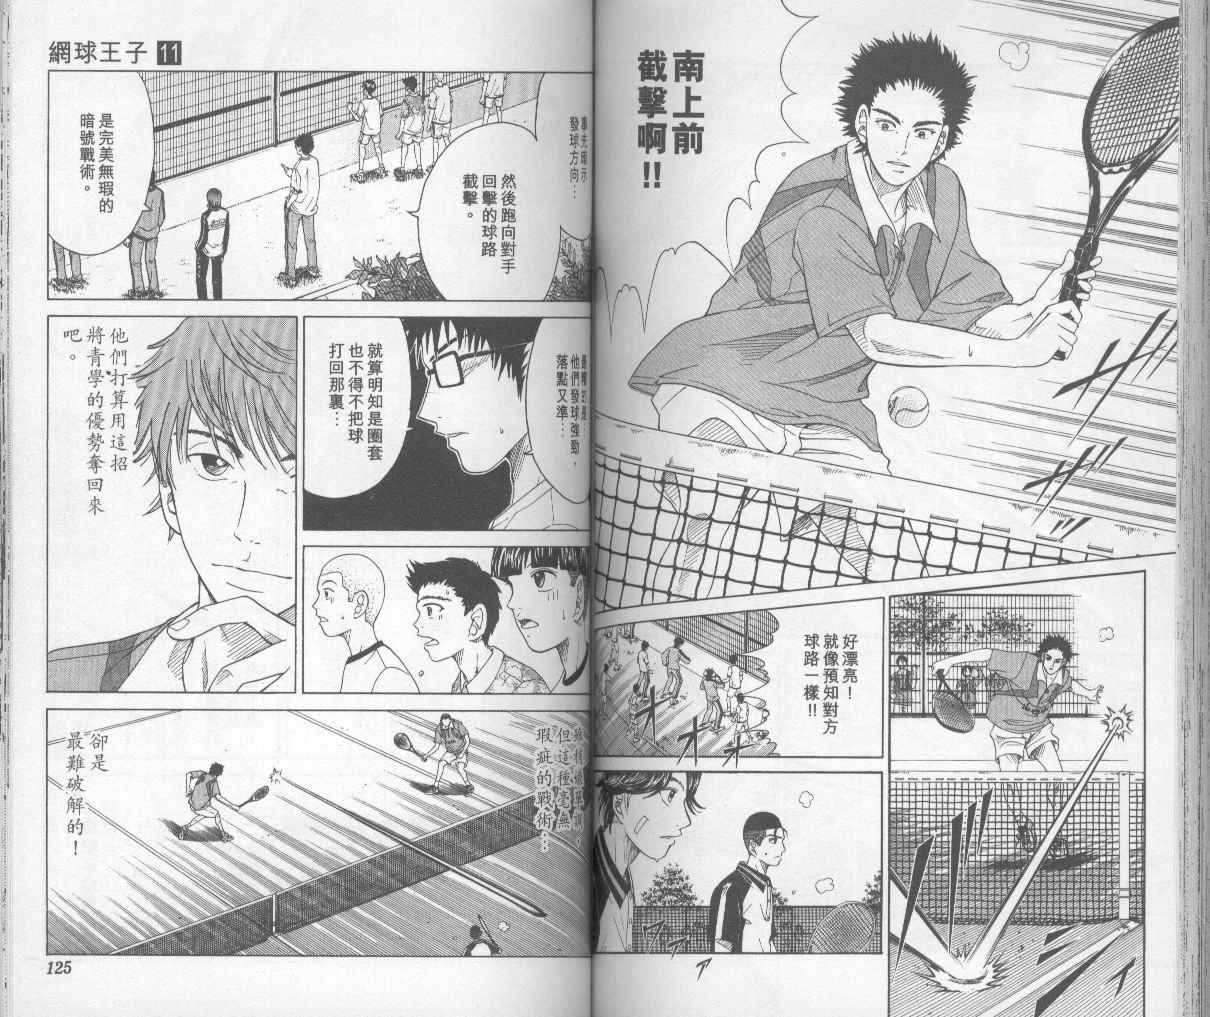 網球王子 11
南上前
截擊啊!!
好漂亮！
就像預知對方
球路一樣!!
事先暗示
發球方向…
然後跑向對手
回擊的球路
截擊。
是完美無瑕的
暗號戰術。
他們發球強勁，
落點又準…
就算明知是圈套
也不得不把球
打回那裏…
他們打算用這招
將青學的優勢奪回來
吧。
但這種毫無
瑕疵的戰術…
卻是
最難破解的！
125